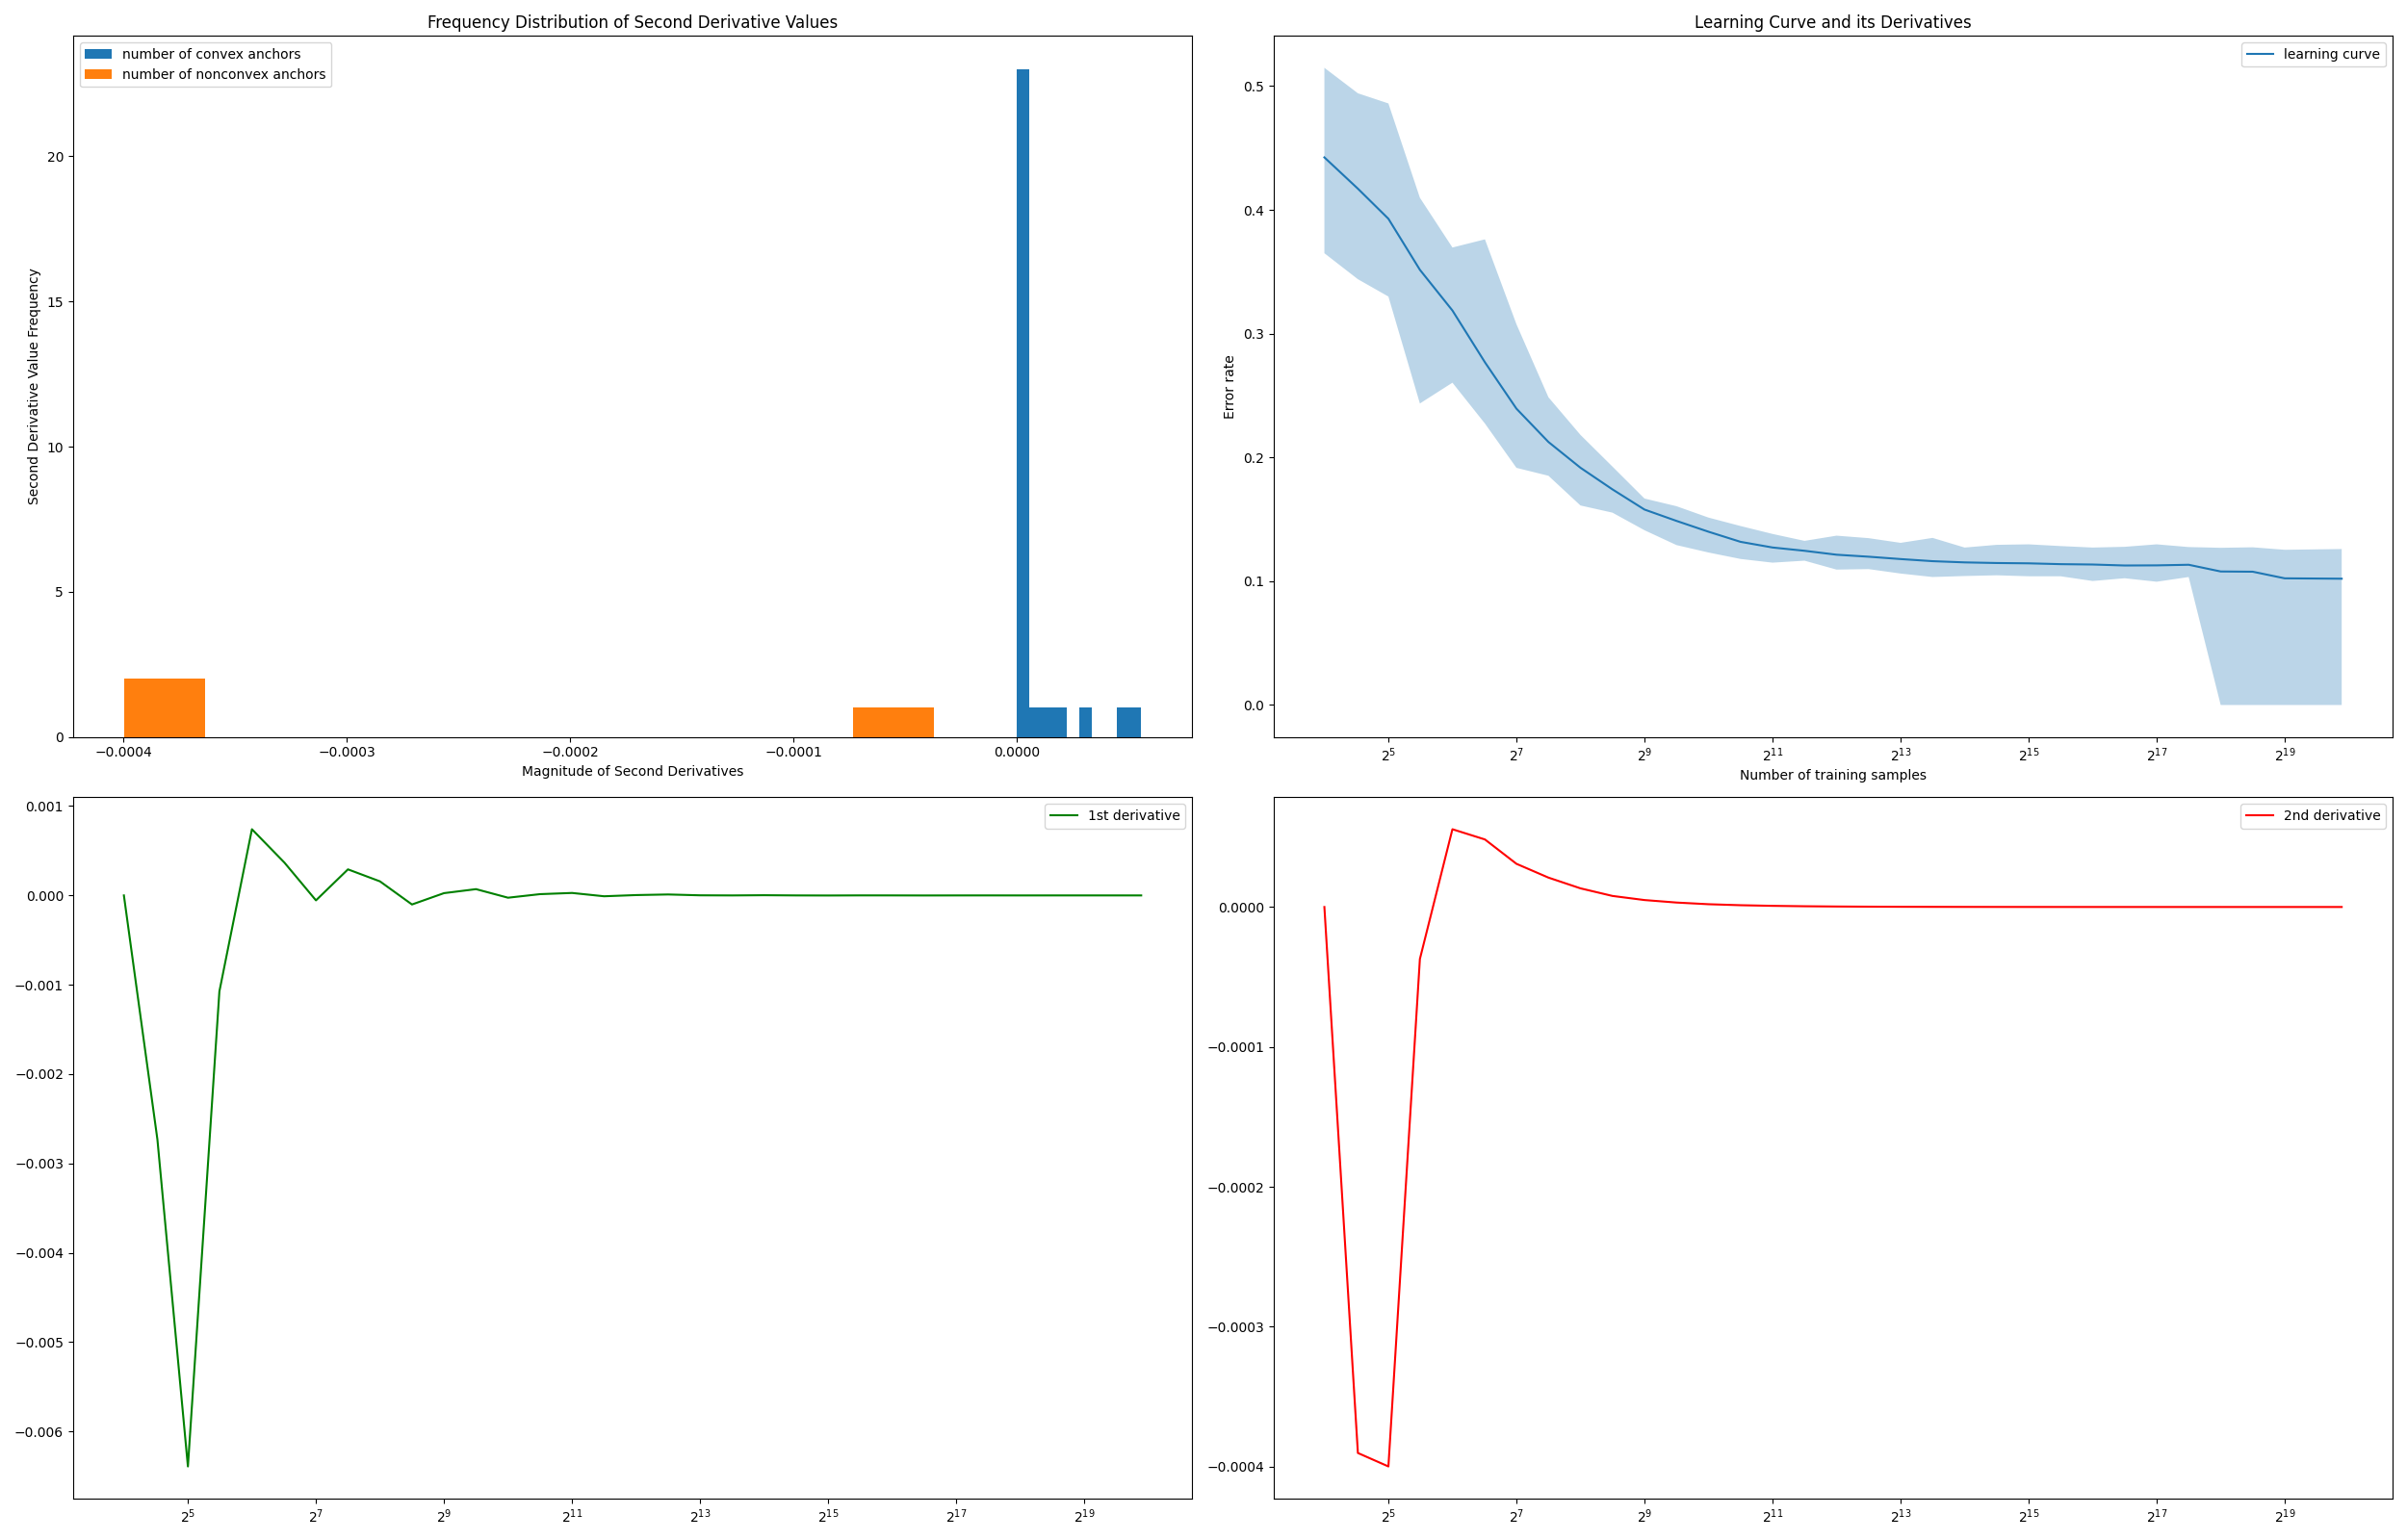 Frequency Distribution of Second Derivative Values
number of convex anchors
number of nonconvex anchors
Second Derivative Value Frequency
20
15
10
5
0
−0.0004 −0.0003 −0.0002 −0.0001 0.0000
Magnitude of Second Derivatives
Learning Curve and its Derivatives
learning curve
Error rate
0.5
0.4
0.3
0.2
0.1
0.0
2^5 2^7 2^9 2^11 2^13 2^15 2^17 2^19
Number of training samples
1st derivative
0.001
0.000
−0.001
−0.002
−0.003
−0.004
−0.005
−0.006
2^5 2^7 2^9 2^11 2^13 2^15 2^17 2^19
2nd derivative
0.0000
−0.0001
−0.0002
−0.0003
−0.0004
2^5 2^7 2^9 2^11 2^13 2^15 2^17 2^19